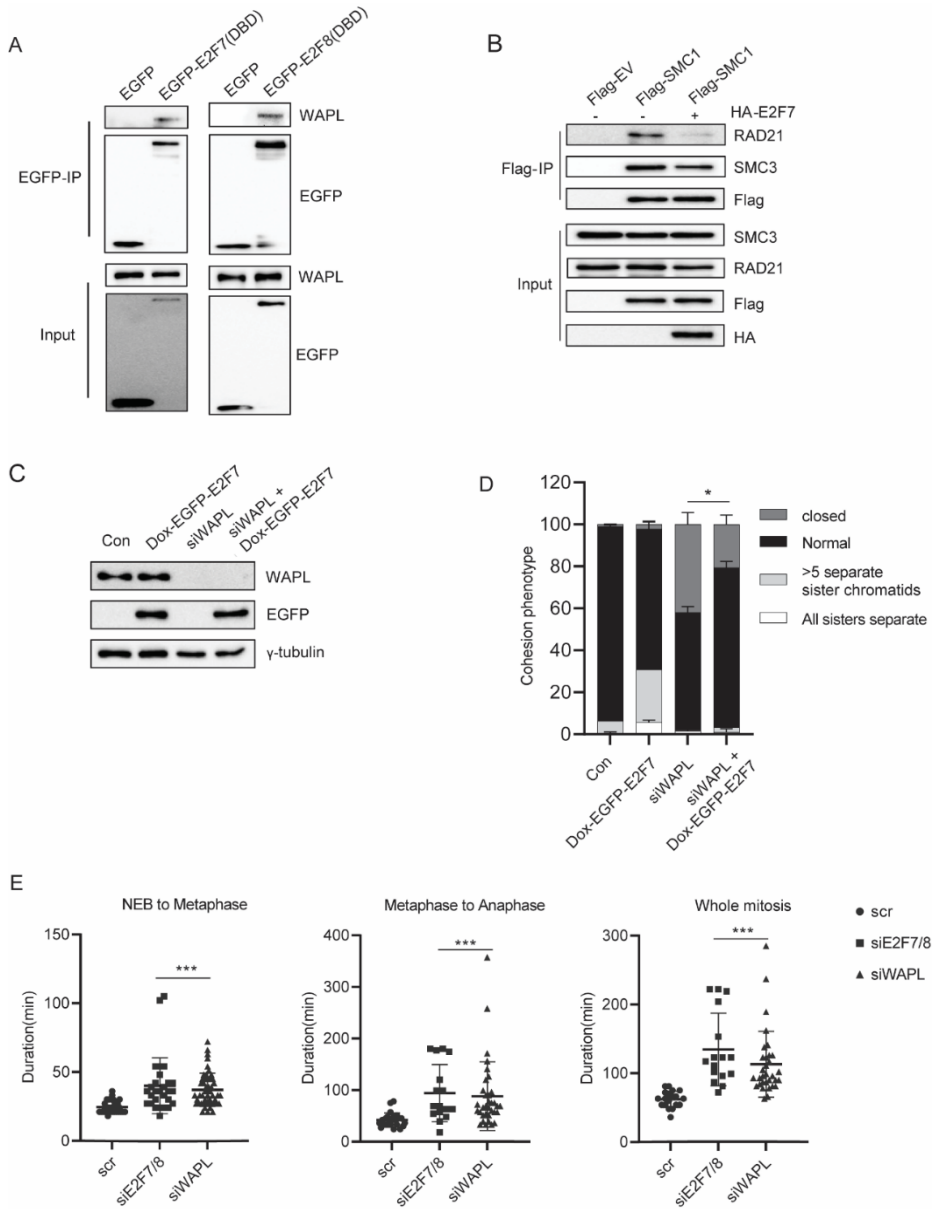 A
EGFP
EGFP-E2F7(DBD)
EGFP
EGFP-E2F8(DBD)
WAPL
EGFP-IP
EGFP
WAPL
Input
EGFP
B
Flag-EV
Flag-SMC1
Flag-SMC1
- - + HA-E2F7
RAD21
Flag-IP
SMC3
Flag
SMC3
RAD21
Input
Flag
HA
C
Con
Dox-EGFP-E2F7
siWAPL
siWAPL +
Dox-EGFP-E2F7
WAPL
EGFP
γ-tubulin
D
Cohesion phenotype
120
100
80
60
40
20
0
*
Con
Dox-EGFP-E2F7
siWAPL
siWAPL +
Dox-EGFP-E2F7
closed
Normal
>5 separate
sister chromatids
All sisters separate
E
NEB to Metaphase
Duration(min)
150
100
50
0
***
scr
siE2F7/8
siWAPL
Metaphase to Anaphase
Duration(min)
400
300
200
100
0
***
scr
siE2F7/8
siWAPL
Whole mitosis
Duration(min)
300
200
100
0
***
scr
siE2F7/8
siWAPL
scr
siE2F7/8
siWAPL